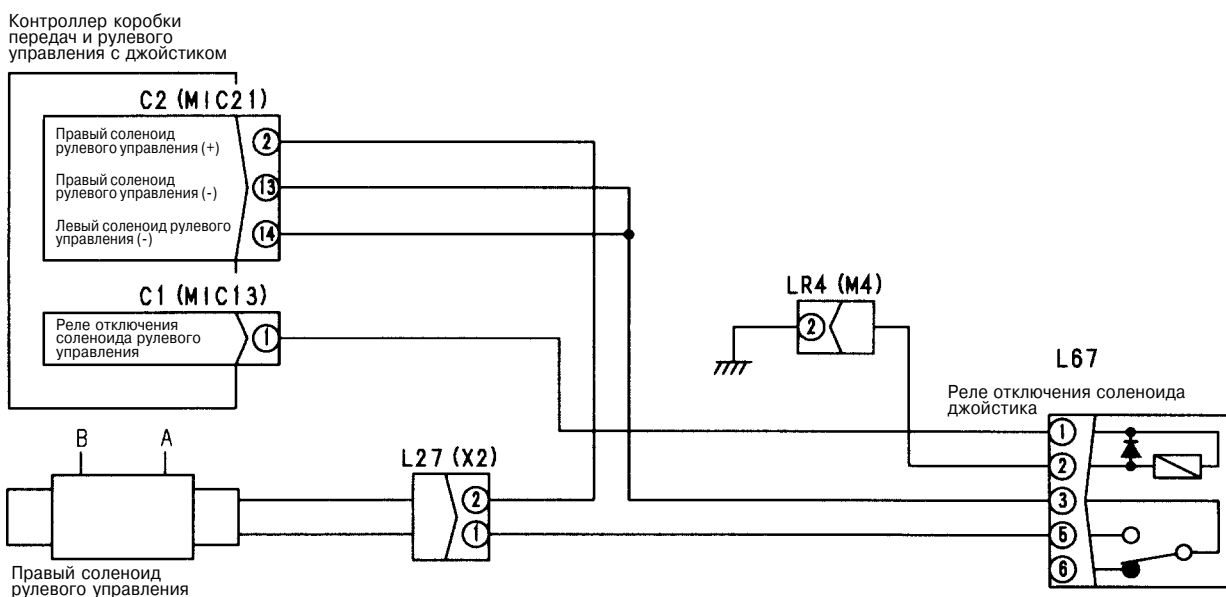 Контроллер коробки
передач и рулевого
управления с джойстиком
C2 (MIC21)
Правый соленоид
рулевого управления (+)
2
Правый соленоид
рулевого управления (-)
13
Левый соленоид рулевого
управления (-)
14
C1 (MIC13)
Реле отключения
соленоида рулевого
управления
1
LR4 (M4)
2
L67
Реле отключения соленоида
джойстика
1
2
3
5
6
B A
L27 (X2)
2
1
Правый соленоид
рулевого управления